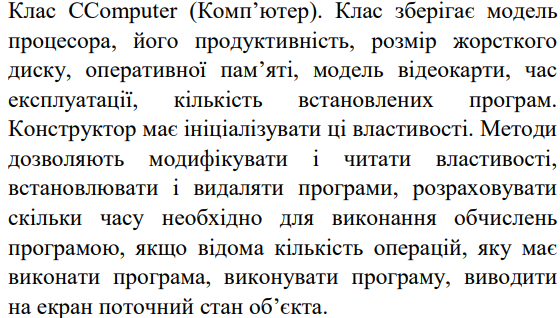 Клас CComputer (Комп’ютер). Клас зберігає модель
процесора, його продуктивність, розмір жорсткого
диску, оперативної пам’яті, модель відеокарти, час
експлуатації, кількість встановлених програм.
Конструктор має ініціалізувати ці властивості. Методи
дозволяють модифікувати і читати властивості,
встановлювати і видаляти програми, розраховувати
скільки часу необхідно для виконання обчислень
програмою, якщо відома кількість операцій, яку має
виконати програма, виконувати програму, виводити
на екран поточний стан об’єкта.